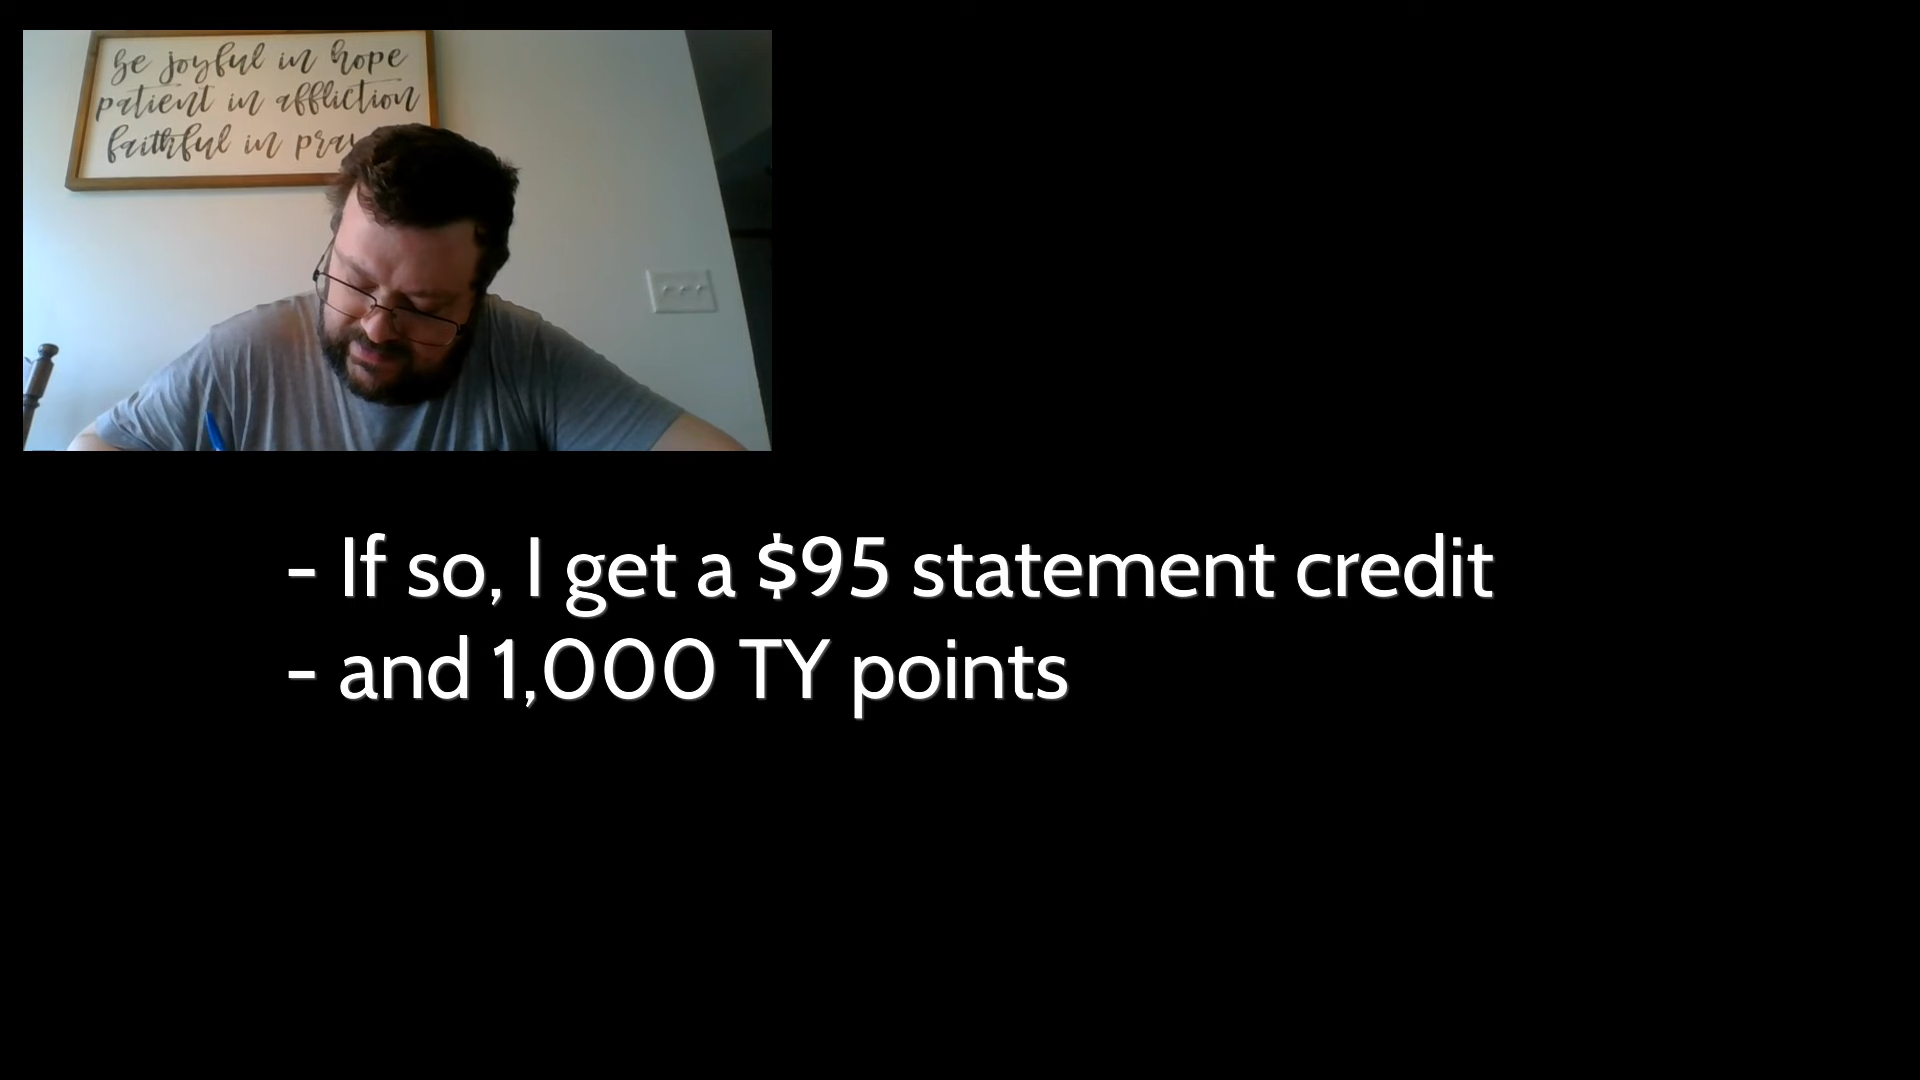 be joyful in hope
patient in affliction
faithful in
- If so, I get a $95 statement credit
- and 1,000 TY points